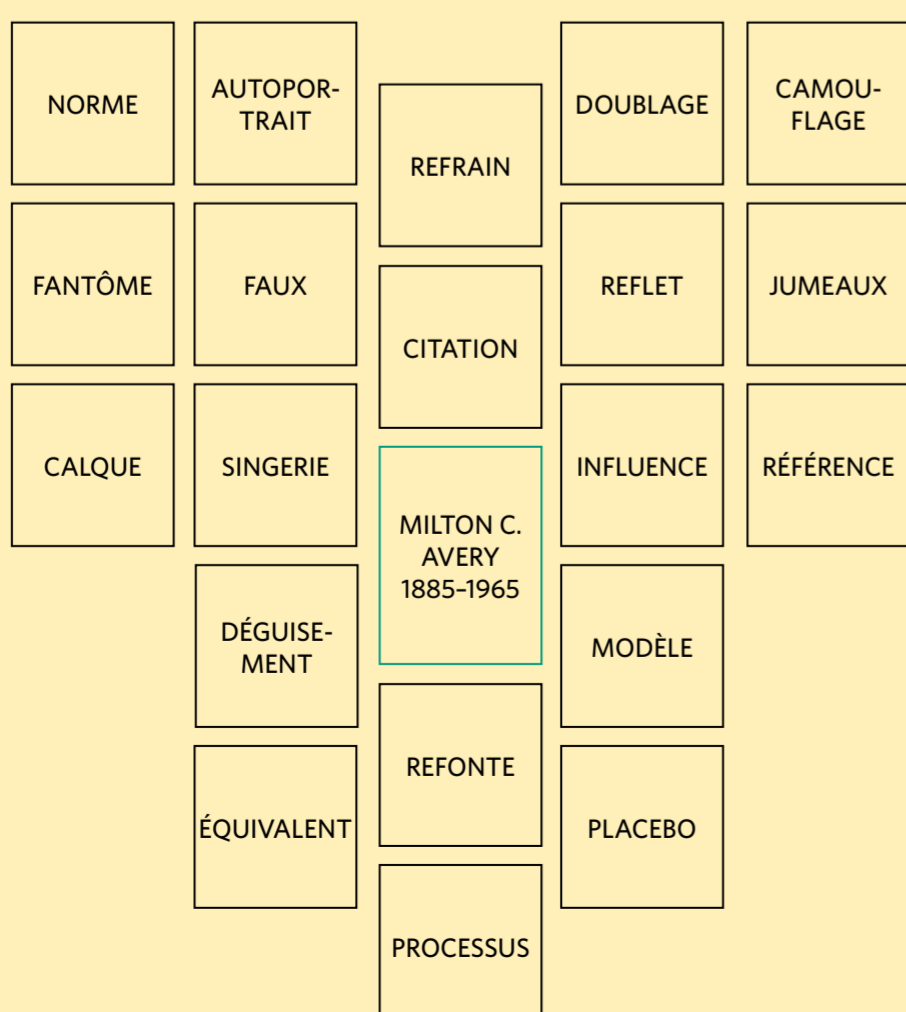 NORME
AUTOPOR-
TRAIT
REFRAIN
DOUBLAGE
CAMOU-
FLAGE
FANTÔME
FAUX
CITATION
REFLET
JUMEAUX
CALQUE
SINGERIE
MILTON C.
AVERY
1885–1965
INFLUENCE
RÉFÉRENCE
DÉGUISE-
MENT
MODÈLE
REFONTE
ÉQUIVALENT
PLACEBO
PROCESSUS